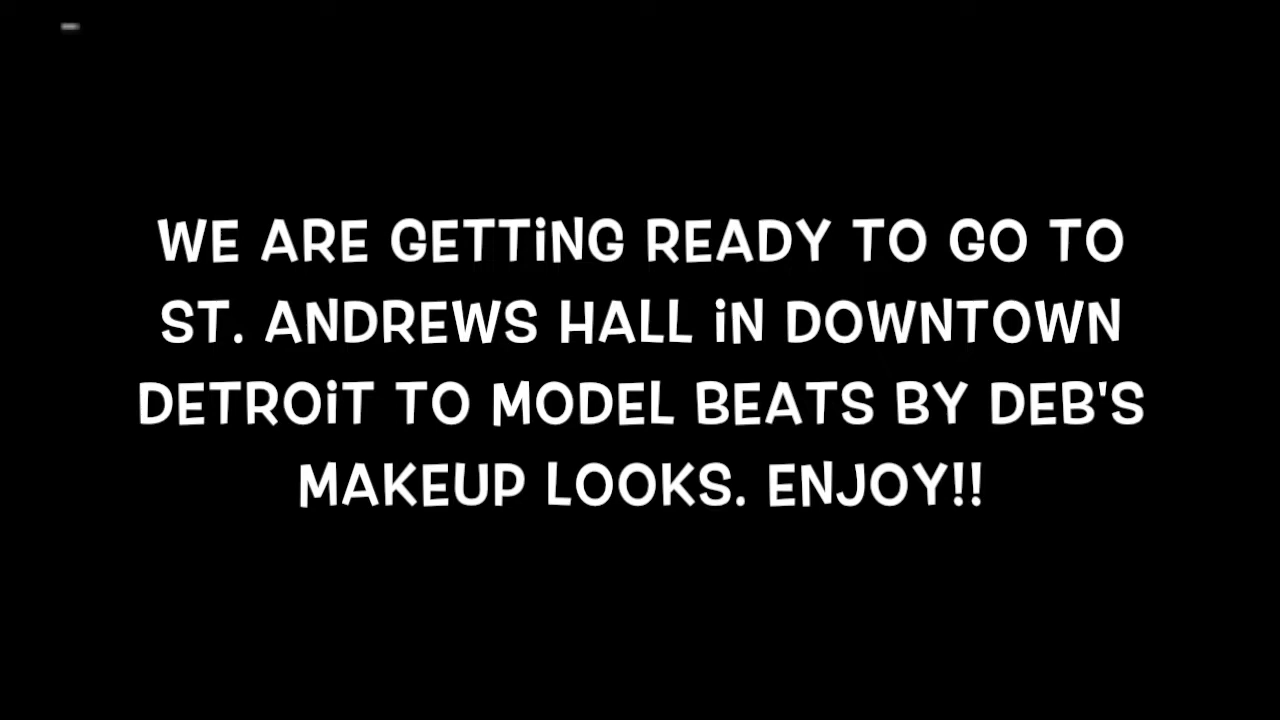 WE ARE GETTiNG READY TO GO TO
ST. ANDREWS HALL iN DOWNTOWN
DETROiT TO MODEL BEATS BY DEB'S
MAKEUP LOOKS. ENJOY!!